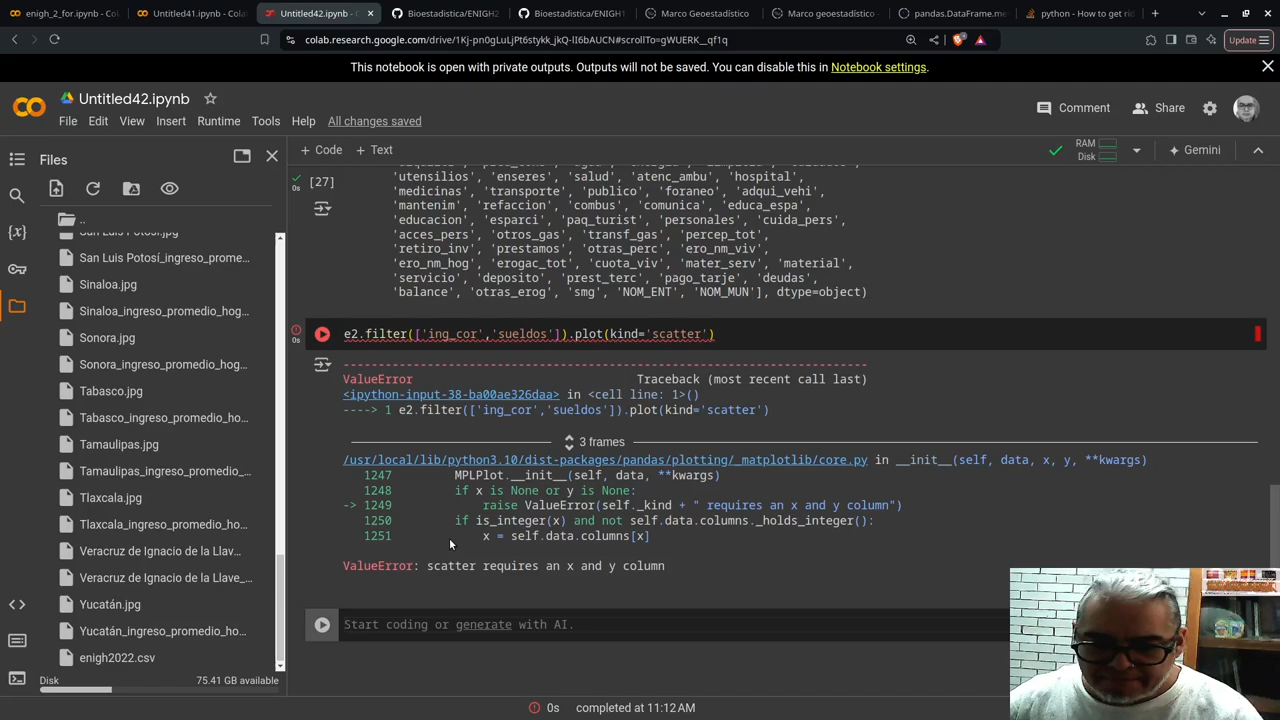 enigh_2_for.ipynb - Cola
Untitled41.ipynb - Colab
Untitled42.ipynb - Colab
Bioestadistica/ENIGH2
Bioestadistica/ENIGH1
Marco Geoestadístico
Marco geoestadístico
pandas.DataFrame.me
python - How to get ri
colab.research.google.com/drive/1Kj-pn0gLuLjPt6stykk_jkQ-lI6bAUCN#scrollTo=gWUERK__qf1q
Update
This notebook is open with private outputs. Outputs will not be saved. You can disable this in Notebook settings.
Untitled42.ipynb
Comment
Share
File Edit View Insert Runtime Tools Help All changes saved
Files
+ Code + Text
RAM
Disk
Gemini
..
San Luis Potosí.jpg
San Luis Potosí_ingreso_prome...
Sinaloa.jpg
Sinaloa_ingreso_promedio_hog...
Sonora.jpg
Sonora_ingreso_promedio_hog...
Tabasco.jpg
Tabasco_ingreso_promedio_ho...
Tamaulipas.jpg
Tamaulipas_ingreso_promedio_...
Tlaxcala.jpg
Tlaxcala_ingreso_promedio_ho...
Veracruz de Ignacio de la Llav...
Veracruz de Ignacio de la Llave_...
Yucatán.jpg
Yucatán_ingreso_promedio_ho...
enigh2022.csv
Disk 75.41 GB available
0s
[27]
'utensilios', 'enseres', 'salud', 'atenc_ambu', 'hospital',
'medicinas', 'transporte', 'publico', 'foraneo', 'adqui_vehi',
'mantenim', 'refaccion', 'combus', 'comunica', 'educa_espa',
'educacion', 'esparci', 'paq_turist', 'personales', 'cuida_pers',
'acces_pers', 'otros_gas', 'transf_gas', 'percep_tot',
'retiro_inv', 'prestamos', 'otras_perc', 'ero_nm_viv',
'ero_nm_hog', 'erogac_tot', 'cuota_viv', 'mater_serv', 'material',
'servicio', 'deposito', 'prest_terc', 'pago_tarje', 'deudas',
'balance', 'otras_erog', 'smg', 'NOM_ENT', 'NOM_MUN'], dtype=object)
0s
e2.filter(['ing_cor','sueldos']).plot(kind='scatter')
ValueError Traceback (most recent call last)
<ipython-input-38-ba00ae326daa> in <cell line: 1>()
----> 1 e2.filter(['ing_cor','sueldos']).plot(kind='scatter')
3 frames
/usr/local/lib/python3.10/dist-packages/pandas/plotting/_matplotlib/core.py in __init__(self, data, x, y, **kwargs)
1247 MPLPlot.__init__(self, data, **kwargs)
1248 if x is None or y is None:
-> 1249 raise ValueError(self._kind + " requires an x and y column")
1250 if is_integer(x) and not self.data.columns._holds_integer():
1251 x = self.data.columns[x]
ValueError: scatter requires an x and y column
Start coding or generate with AI.
0s completed at 11:12 AM